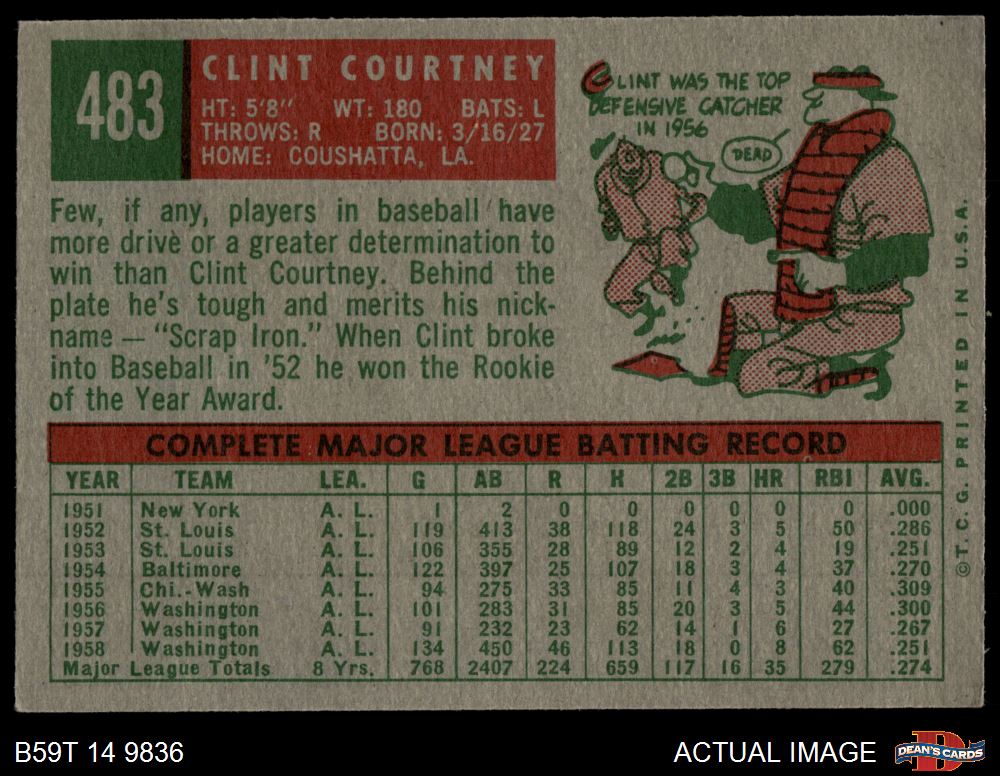 483
CLINT COURTNEY
HT: 5'8" WT: 180 BATS: L
THROWS: R BORN: 3/16/27
HOME: COUSHATTA, LA.
CLINT WAS THE TOP
DEFENSIVE CATCHER
IN 1956
DEAD
Few, if any, players in baseball have
more drive or a greater determination to
win than Clint Courtney. Behind the
plate he's tough and merits his nick-
name — "Scrap Iron." When Clint broke
into Baseball in '52 he won the Rookie
of the Year Award.
COMPLETE MAJOR LEAGUE BATTING RECORD
YEAR TEAM LEA. G AB R H 2B 3B HR RBI AVG.
1951 New York A. L. 1 2 0 0 0 0 0 0 .000
1952 St. Louis A. L. 119 413 38 118 24 3 5 50 .286
1953 St. Louis A. L. 106 355 28 89 12 2 4 19 .251
1954 Baltimore A. L. 122 397 25 107 18 3 4 37 .270
1955 Chi.-Wash A. L. 94 275 33 85 11 4 3 40 .309
1956 Washington A. L. 101 283 31 85 20 3 5 44 .300
1957 Washington A. L. 91 232 23 62 14 1 6 27 .267
1958 Washington A. L. 134 450 46 113 18 0 8 62 .251
Major League Totals 8 Yrs. 768 2407 224 659 117 16 35 279 .274
©T. C. G. PRINTED IN U.S.A.
B59T 14 9836
ACTUAL IMAGE
D
DEAN'S CARDS